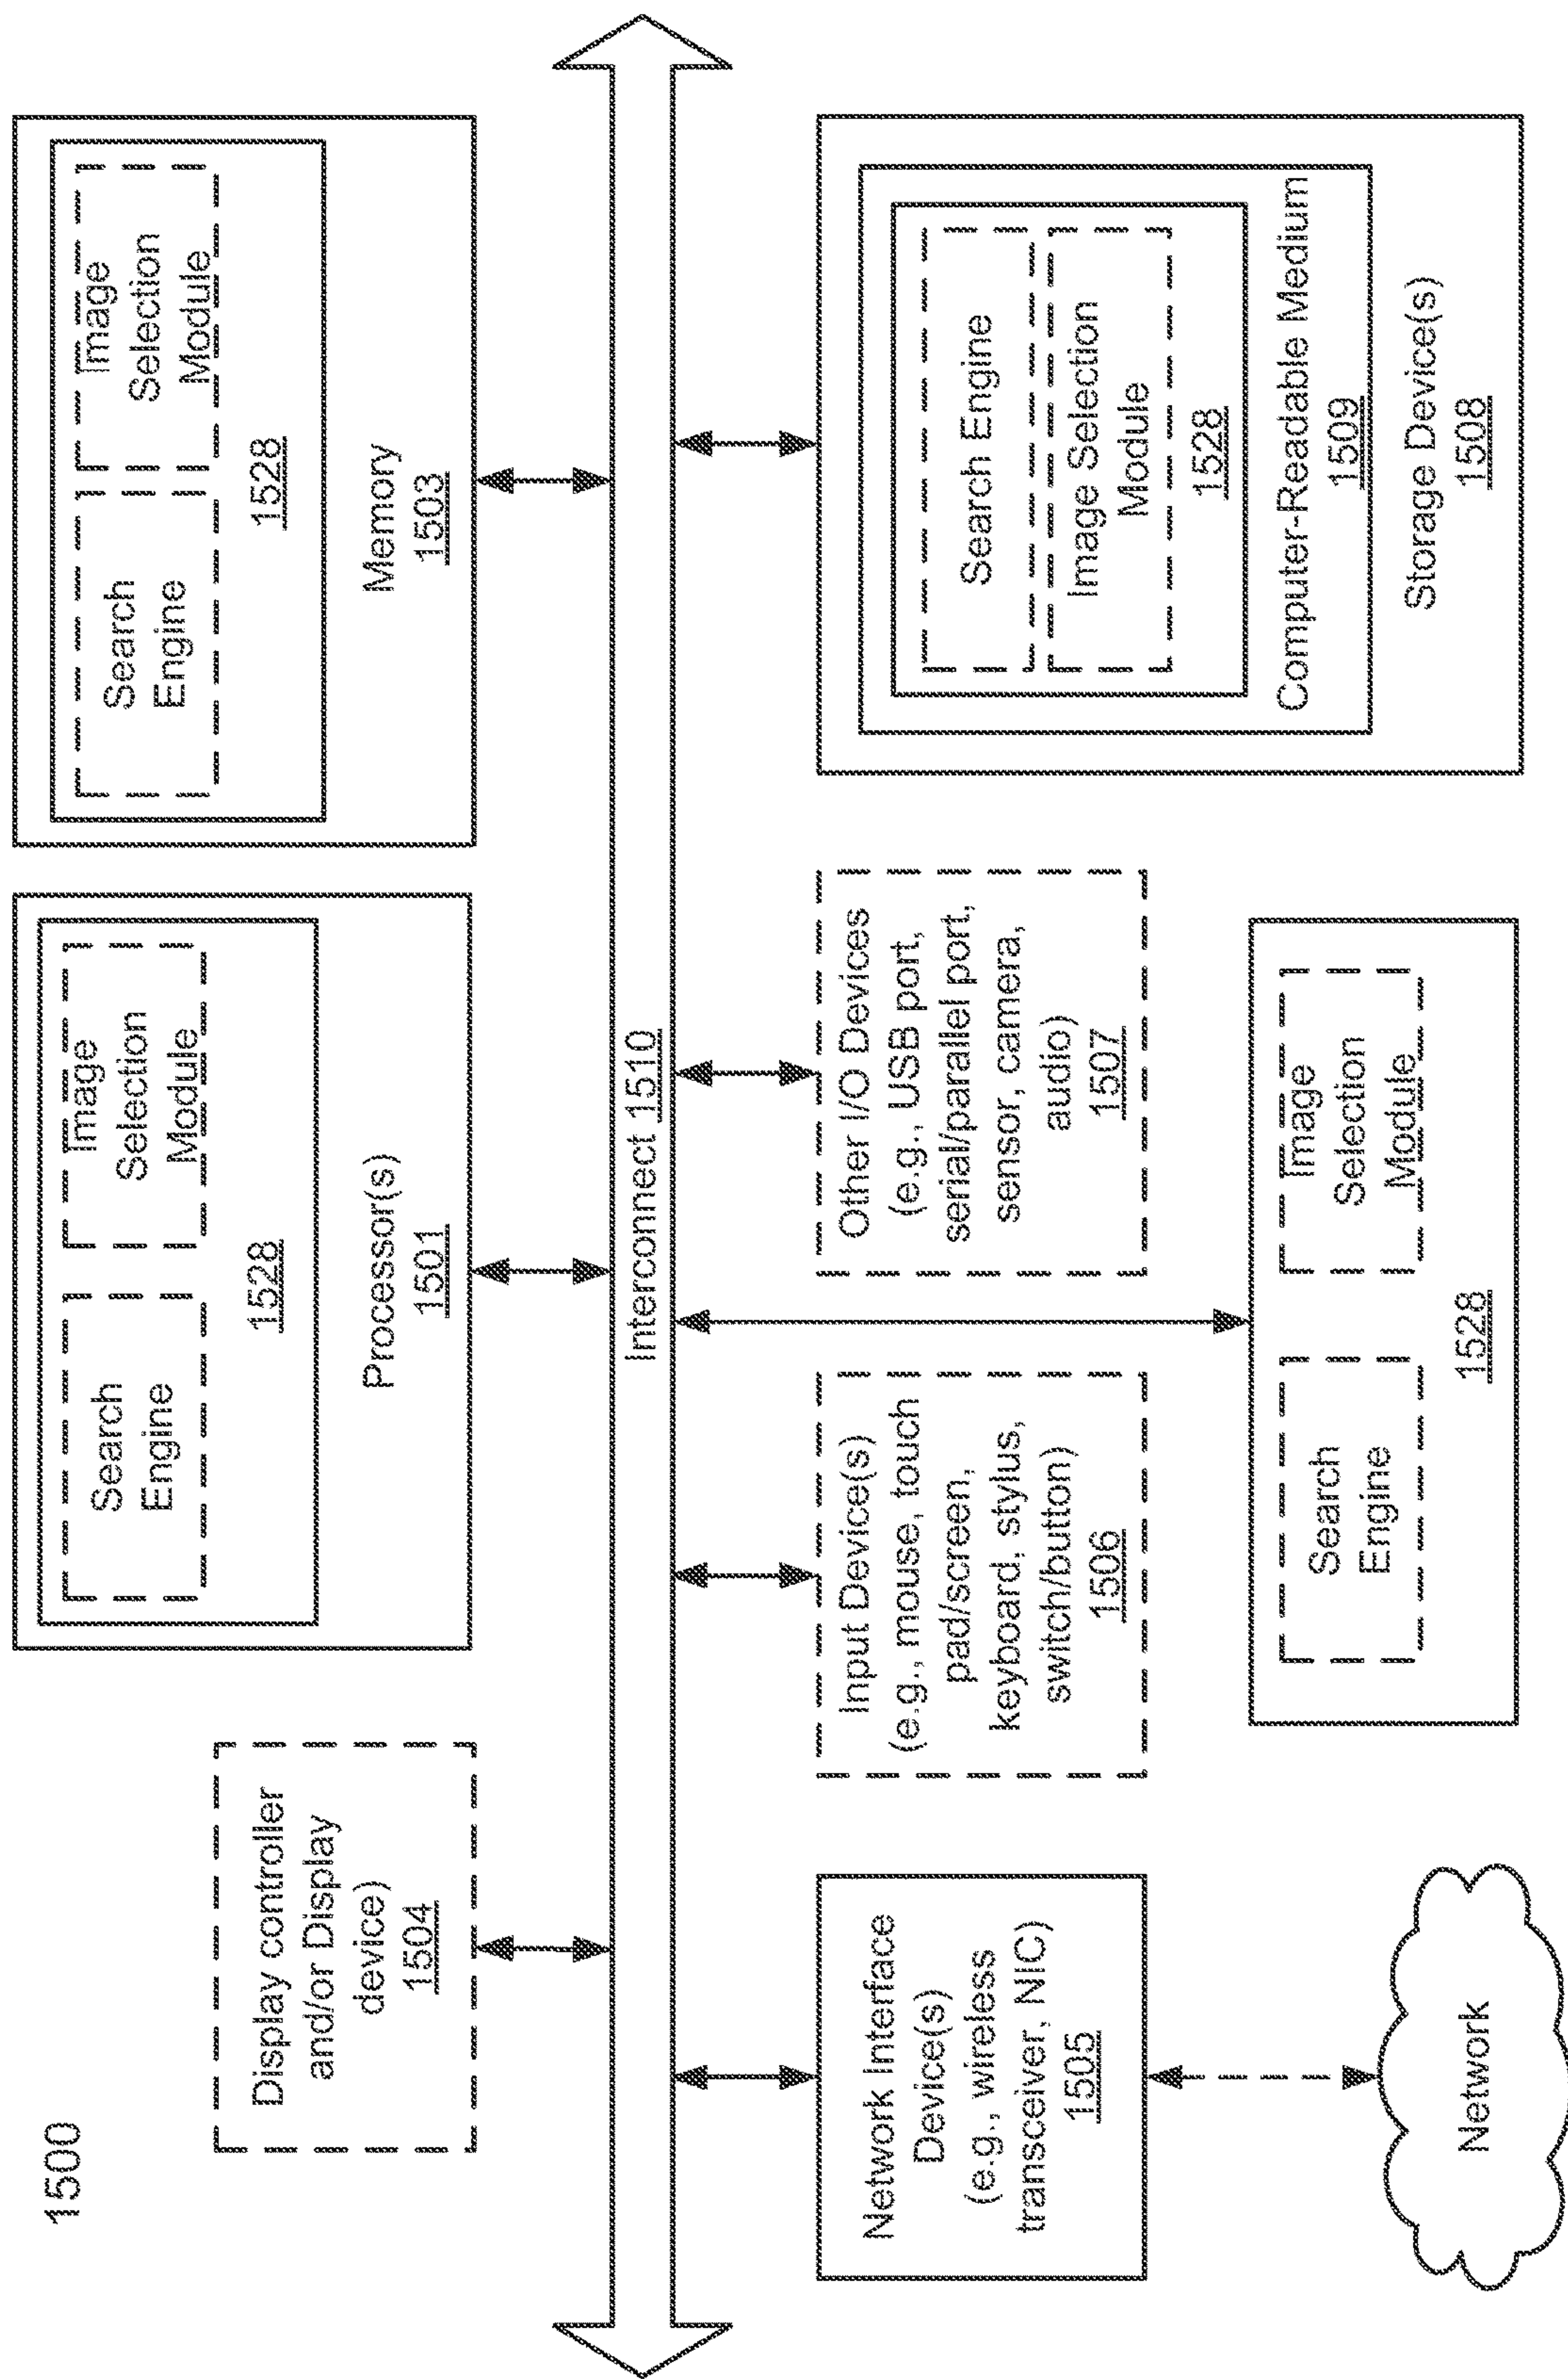 1500
Display controller
and/or Display
device)
1504
Search
Engine
Image
Selection
Module
1528
Processor(s)
1501
Search
Engine
Image
Selection
Module
1528
Memory
1503
Interconnect 1510
Network Interface
Device(s)
(e.g., wireless
transceiver, NIC)
1505
Input Device(s)
(e.g., mouse, touch
pad/screen,
keyboard, stylus,
switch/button)
1506
Other I/O Devices
(e.g., USB port,
serial/parallel port,
sensor, camera,
audio)
1507
Search Engine
Image Selection
Module
1528
Computer-Readable Medium
1509
Storage Device(s)
1508
Network
Search
Engine
Image
Selection
Module
1528